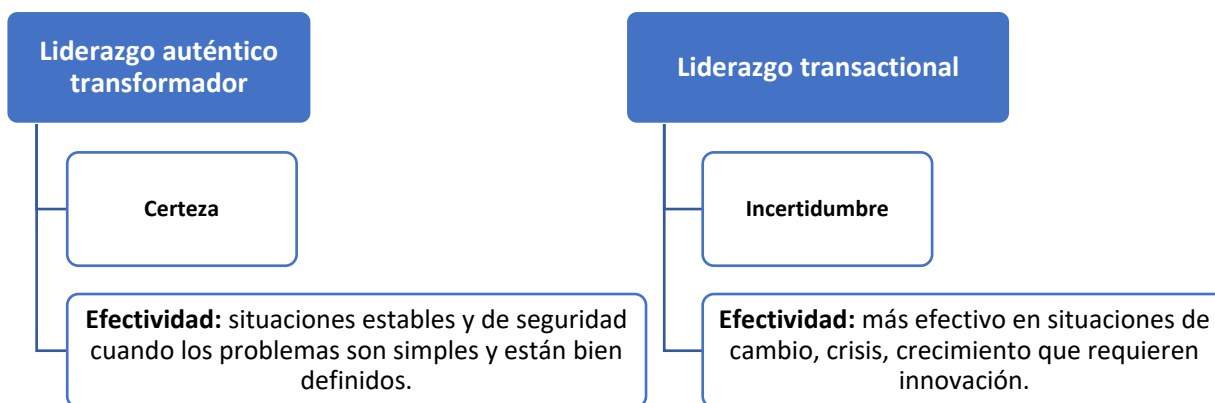 Liderazgo auténtico
transformador
Certeza
Efectividad: situaciones estables y de seguridad
cuando los problemas son simples y están bien
definidos.
Liderazgo transactional
Incertidumbre
Efectividad: más efectivo en situaciones de
cambio, crisis, crecimiento que requieren
innovación.